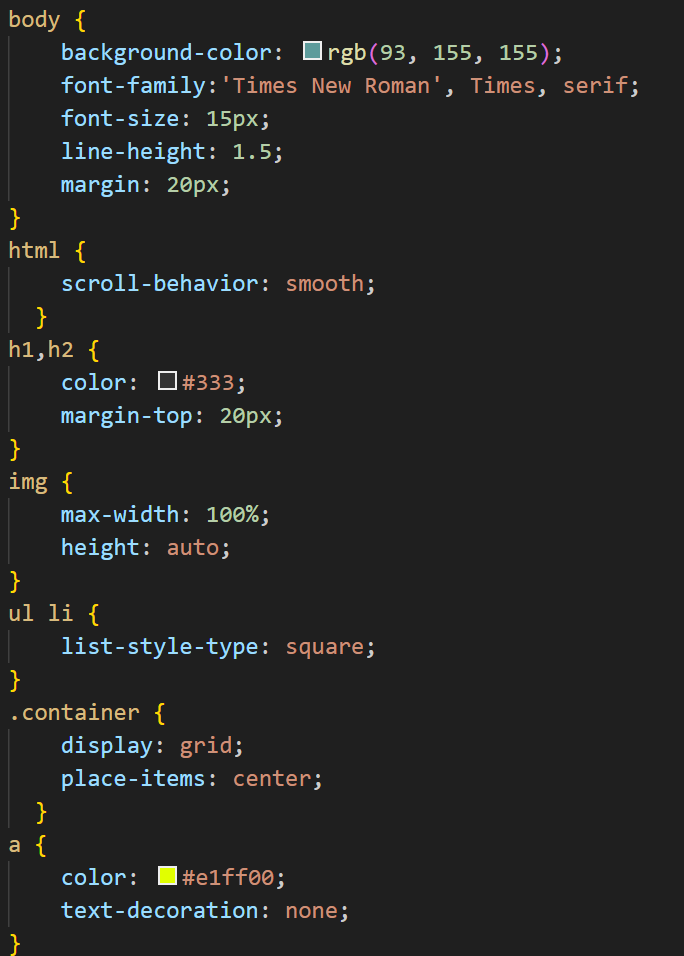 body {
    background-color: rgb(93, 155, 155);
    font-family:'Times New Roman', Times, serif;
    font-size: 15px;
    line-height: 1.5;
    margin: 20px;
}
html {
    scroll-behavior: smooth;
  }
h1,h2 {
    color: #333;
    margin-top: 20px;
}
img {
    max-width: 100%;
    height: auto;
}
ul li {
    list-style-type: square;
}
.container {
    display: grid;
    place-items: center;
  }
a {
    color: #e1ff00;
    text-decoration: none;
}